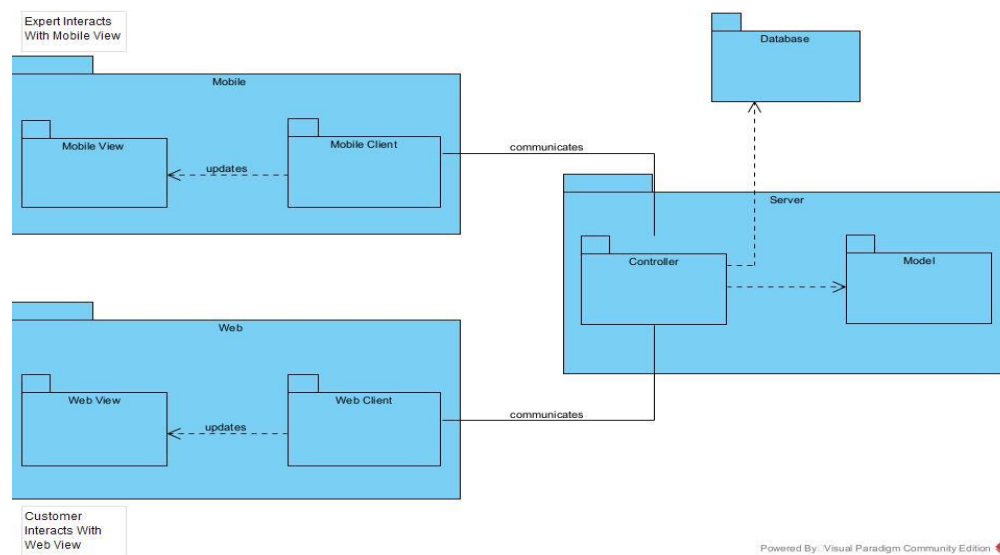 Expert Interacts
With Mobile View
Database
Mobile
Mobile View
Mobile Client
updates
communicates
Server
Controller
Model
Web
Web View
Web Client
updates
communicates
Customer
Interacts With
Web View
Powered By Visual Paradigm Community Edition